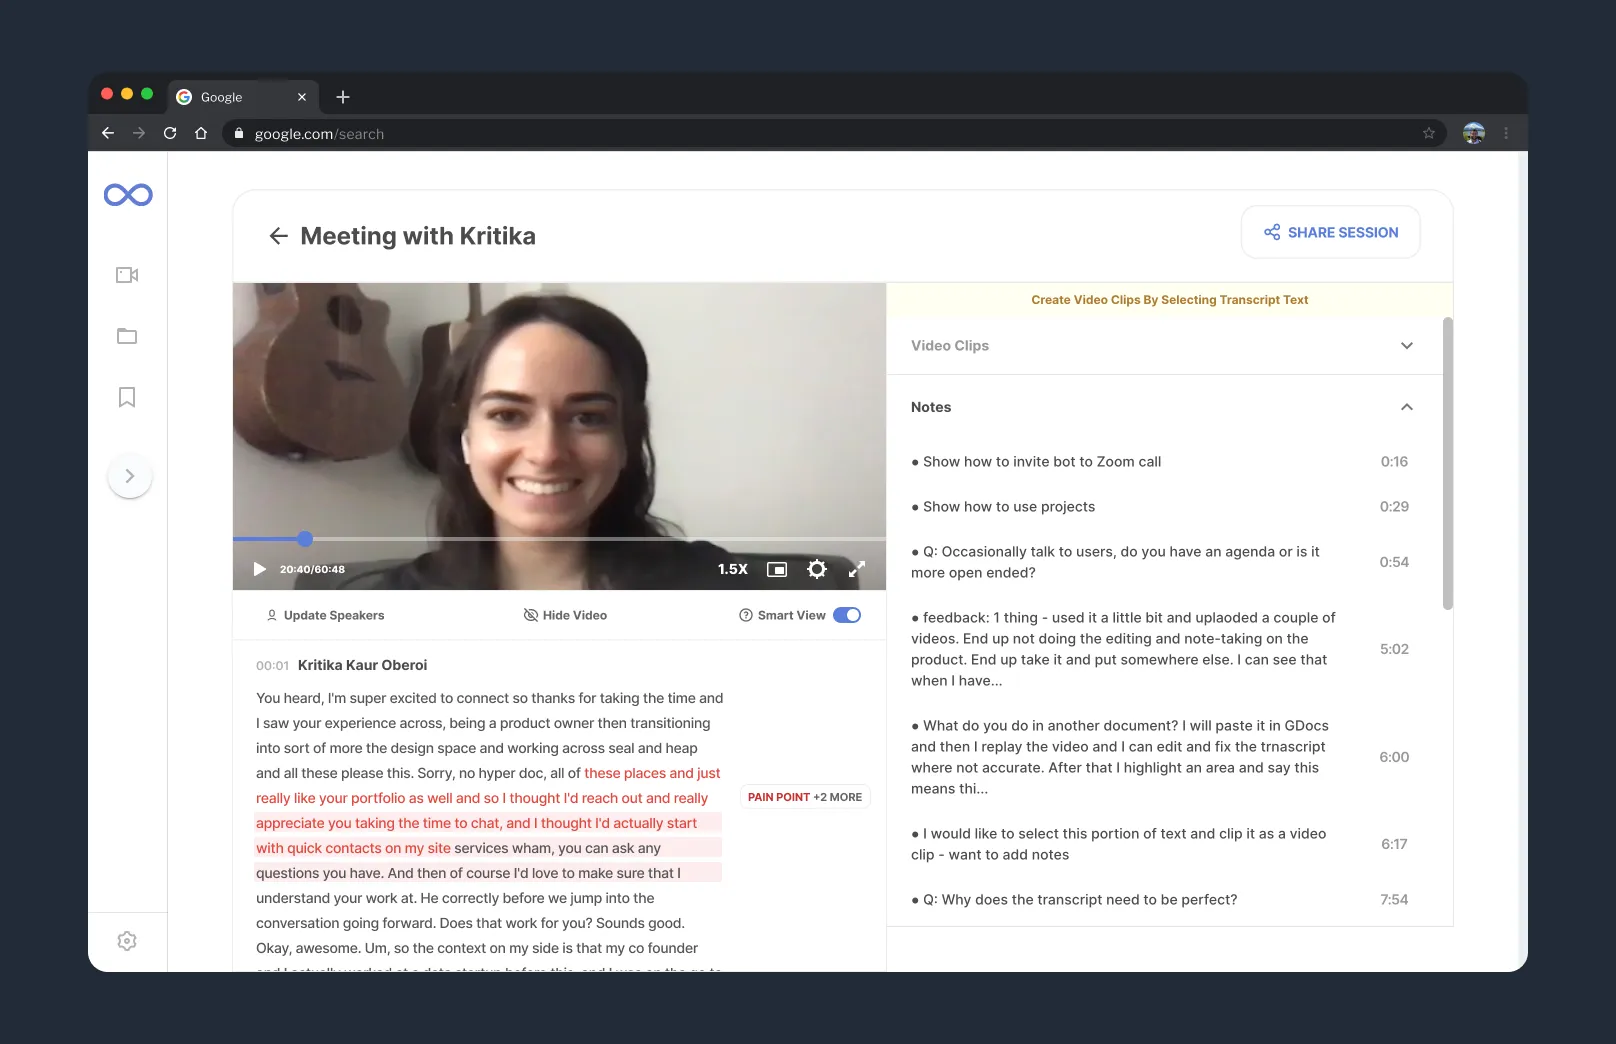 Google
google.com/search
Meeting with Kritika
SHARE SESSION
20:40/60:48
1.5X
Update Speakers
Hide Video
Smart View
00:01 Kritika Kaur Oberoi
You heard, I'm super excited to connect so thanks for taking the time and
I saw your experience across, being a product owner then transitioning
into sort of more the design space and working across seal and heap
and all these please this. Sorry, no hyper doc, all of these places and just
really like your portfolio as well and so I thought I'd reach out and really
appreciate you taking the time to chat, and I thought I'd actually start
with quick contacts on my site services wham, you can ask any
questions you have. And then of course I'd love to make sure that I
understand your work at. He correctly before we jump into the
conversation going forward. Does that work for you? Sounds good.
Okay, awesome. Um, so the context on my side is that my co founder
and I actually worked at a data startup before this, and I was on the go to
PAIN POINT +2 MORE
Create Video Clips By Selecting Transcript Text
Video Clips
Notes
● Show how to invite bot to Zoom call
0:16
● Show how to use projects
0:29
● Q: Occasionally talk to users, do you have an agenda or is it
more open ended?
0:54
● feedback: 1 thing - used it a little bit and uplaoded a couple of
videos. End up not doing the editing and note-taking on the
product. End up take it and put somewhere else. I can see that
when I have...
5:02
● What do you do in another document? I will paste it in GDocs
and then I replay the video and I can edit and fix the trnascript
where not accurate. After that I highlight an area and say this
means thi...
6:00
● I would like to select this portion of text and clip it as a video
clip - want to add notes
6:17
● Q: Why does the transcript need to be perfect?
7:54